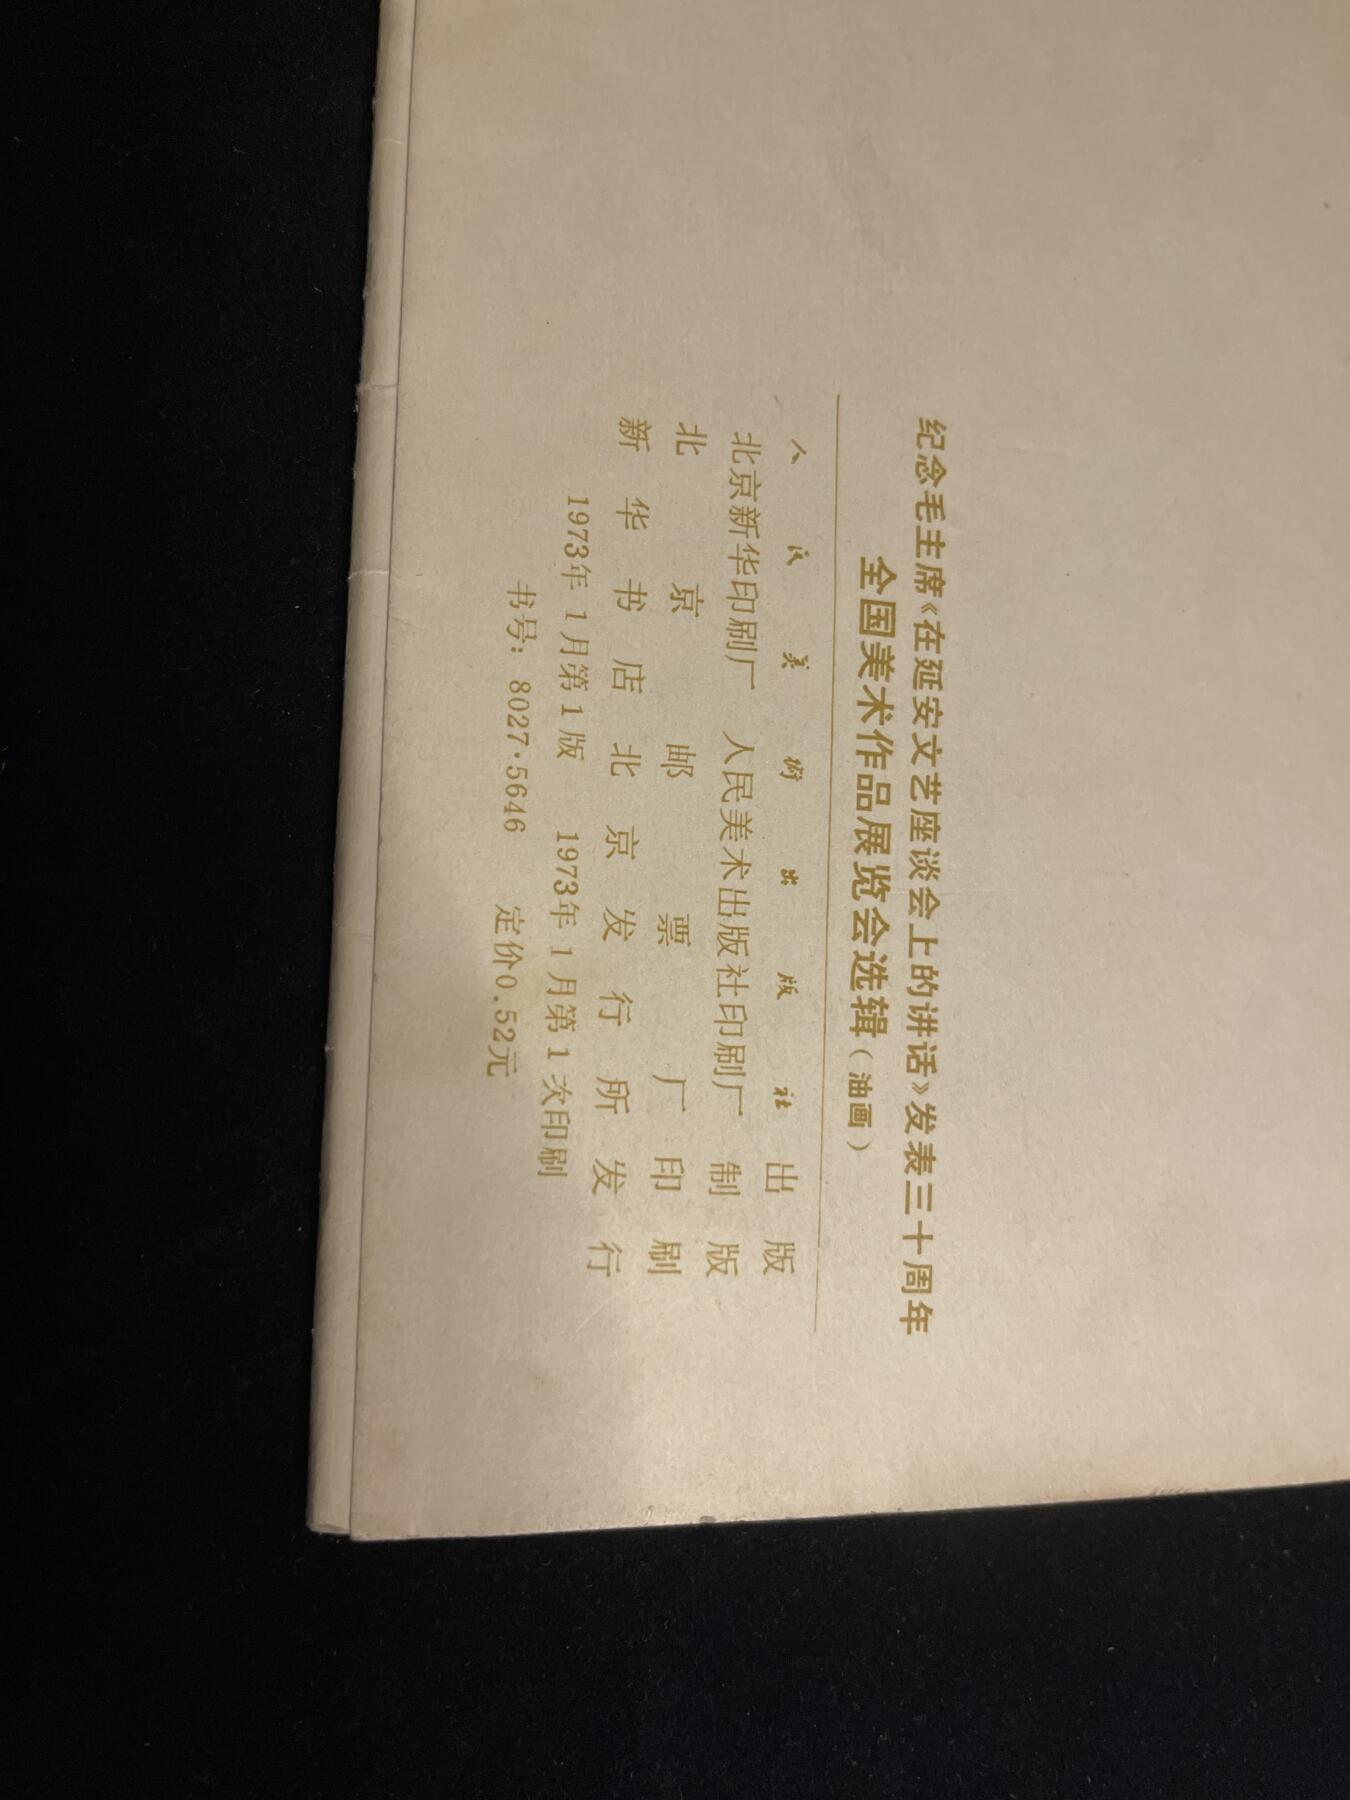 纪念毛主席《在延安文艺座谈会上的讲话》发表三十周年
全国美术作品展览会选辑（油画）
人民美術出版社出版
北京新华印刷厂 人民美术出版社印刷厂 制版
北京邮票厂印刷
新华书店北京发行所发行
1973年1月第1版 1973年1月第1次印刷
书号：8027·5646 定价0.52元